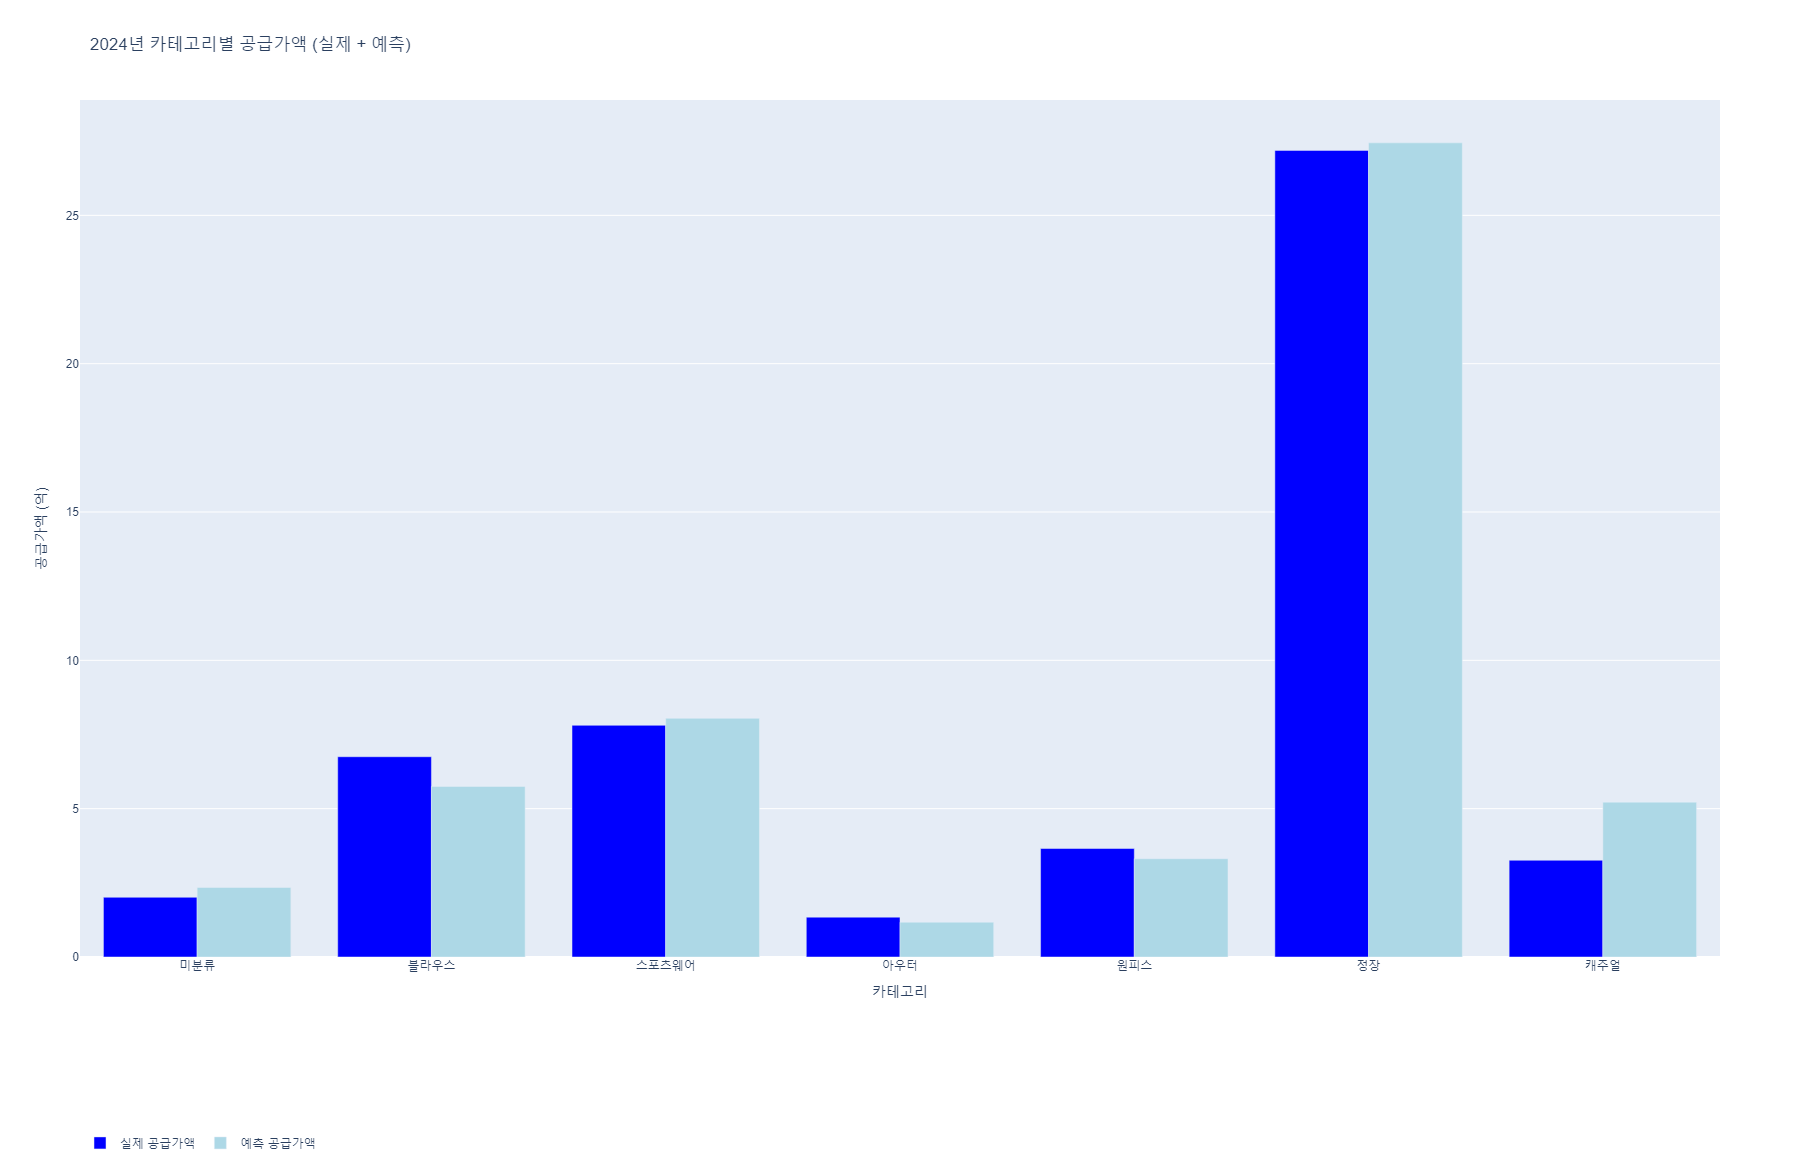 2024년 카테고리별 공급가액 (실제 + 예측)
공급가액 (억)
25
20
15
10
5
0
미분류 블라우스 스포츠웨어 아우터 원피스 정장 캐주얼
카테고리
실제 공급가액 예측 공급가액